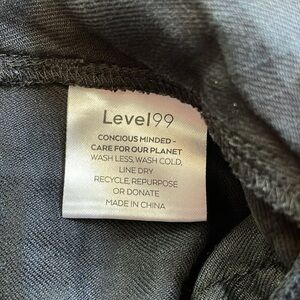 Level99
CONCIOUS MINDED -
CARE FOR OUR PLANET
WASH LESS, WASH COLD,
LINE DRY
RECYCLE, REPURPOSE
OR DONATE
MADE IN CHINA